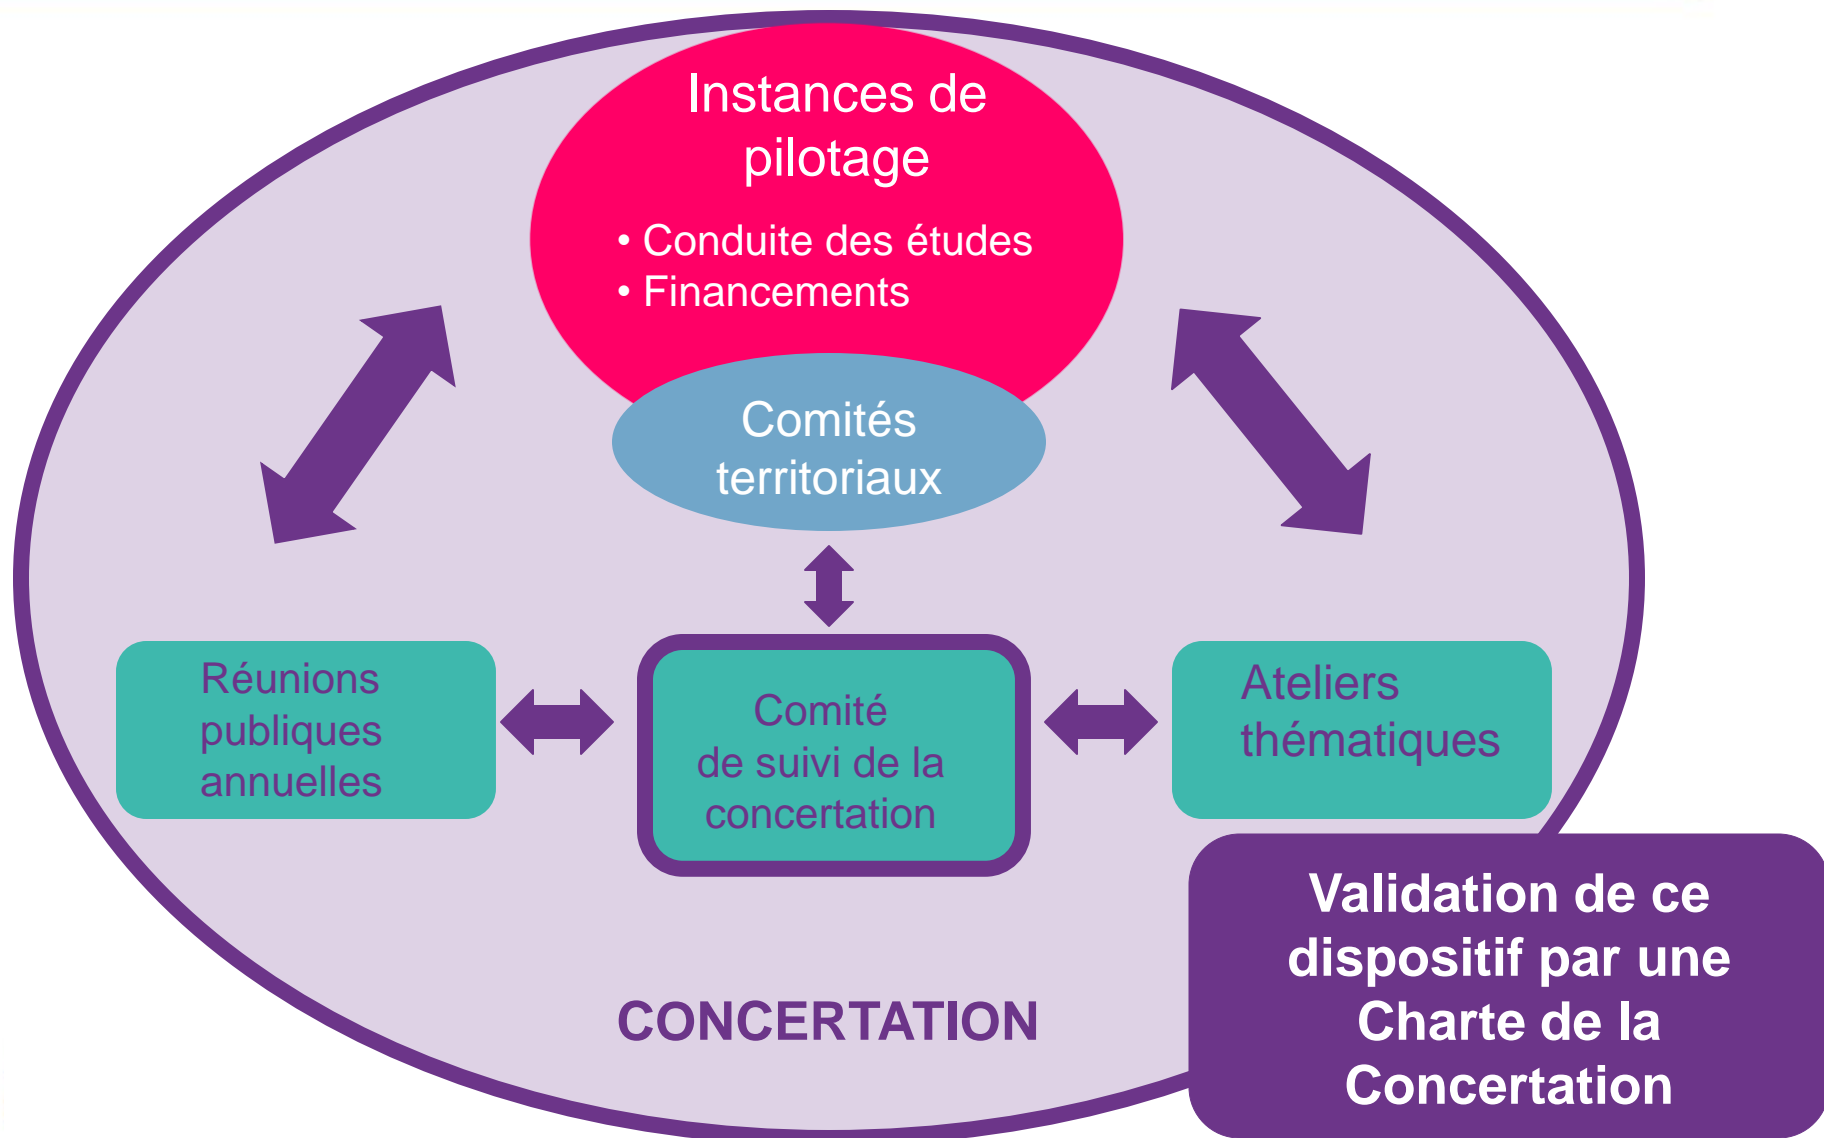 Instances de
pilotage
• Conduite des études
• Financements
Comités
territoriaux
Réunions
publiques
annuelles
Comité
de suivi de la
concertation
Ateliers
thématiques
CONCERTATION
Validation de ce
dispositif par une
Charte de la
Concertation